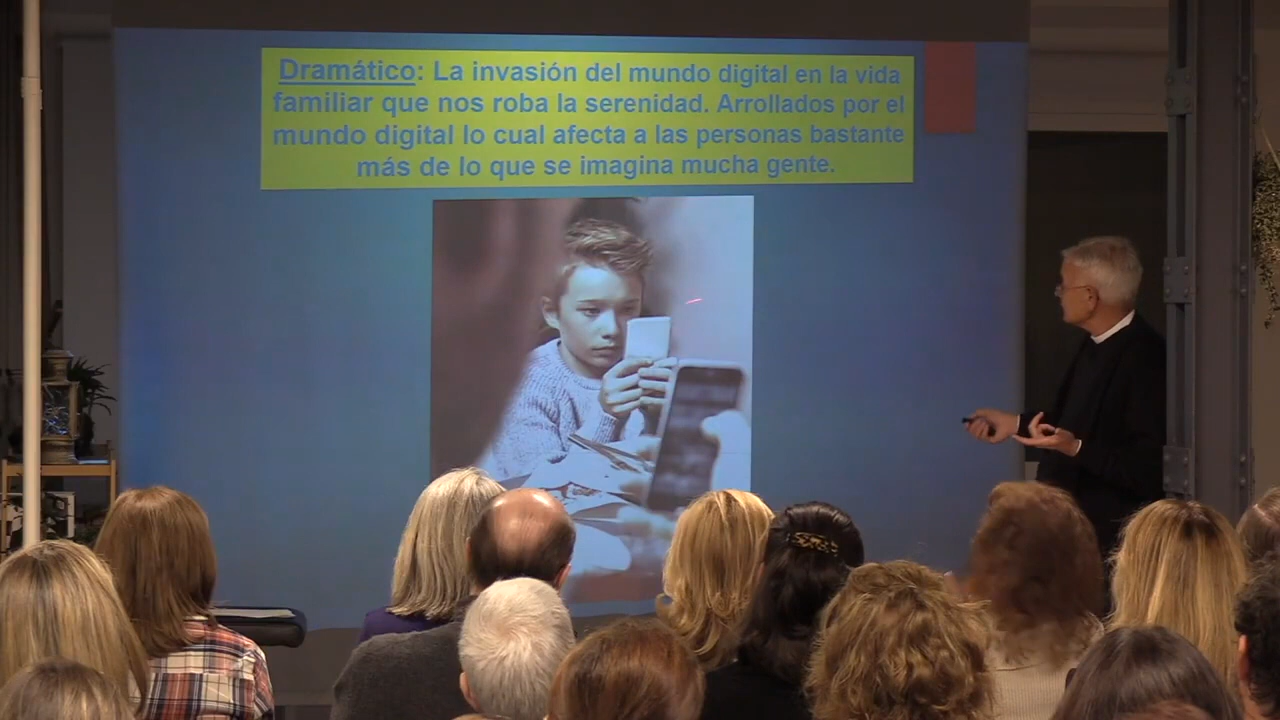 Dramático: La invasión del mundo digital en la vida
familiar que nos roba la serenidad. Arrollados por el
mundo digital lo cual afecta a las personas bastante
más de lo que se imagina mucha gente.